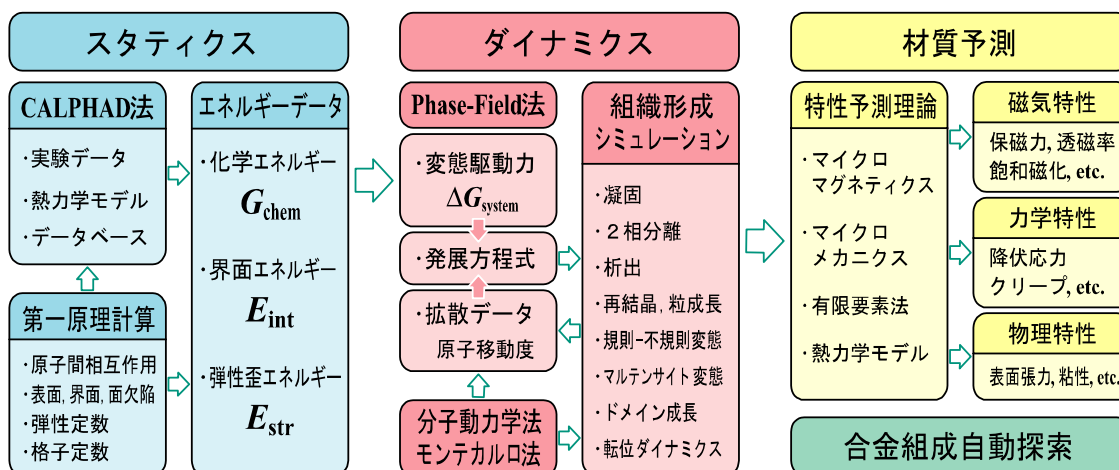 スタティクス
CALPHAD法
・実験データ
・熱力学モデル
・データベース
第一原理計算
・原子間相互作用
・表面, 界面, 面欠陥
・弾性定数
・格子定数
エネルギーデータ
・化学エネルギー
Gchem
・界面エネルギー
Eint
・弾性歪エネルギー
Estr
ダイナミクス
Phase-Field法
・変態駆動力
ΔGsystem
・発展方程式
・拡散データ
原子移動度
分子動力学法
モンテカルロ法
組織形成
シミュレーション
・凝固
・２相分離
・析出
・再結晶, 粒成長
・規則−不規則変態
・マルテンサイト変態
・ドメイン成長
・転位ダイナミクス
材質予測
特性予測理論
・マイクロ
マグネティクス
・マイクロ
メカニクス
・有限要素法
・熱力学モデル
磁気特性
保磁力, 透磁率
飽和磁化, etc.
力学特性
降伏応力
クリープ, etc.
物理特性
表面張力, 粘性, etc.
合金組成自動探索